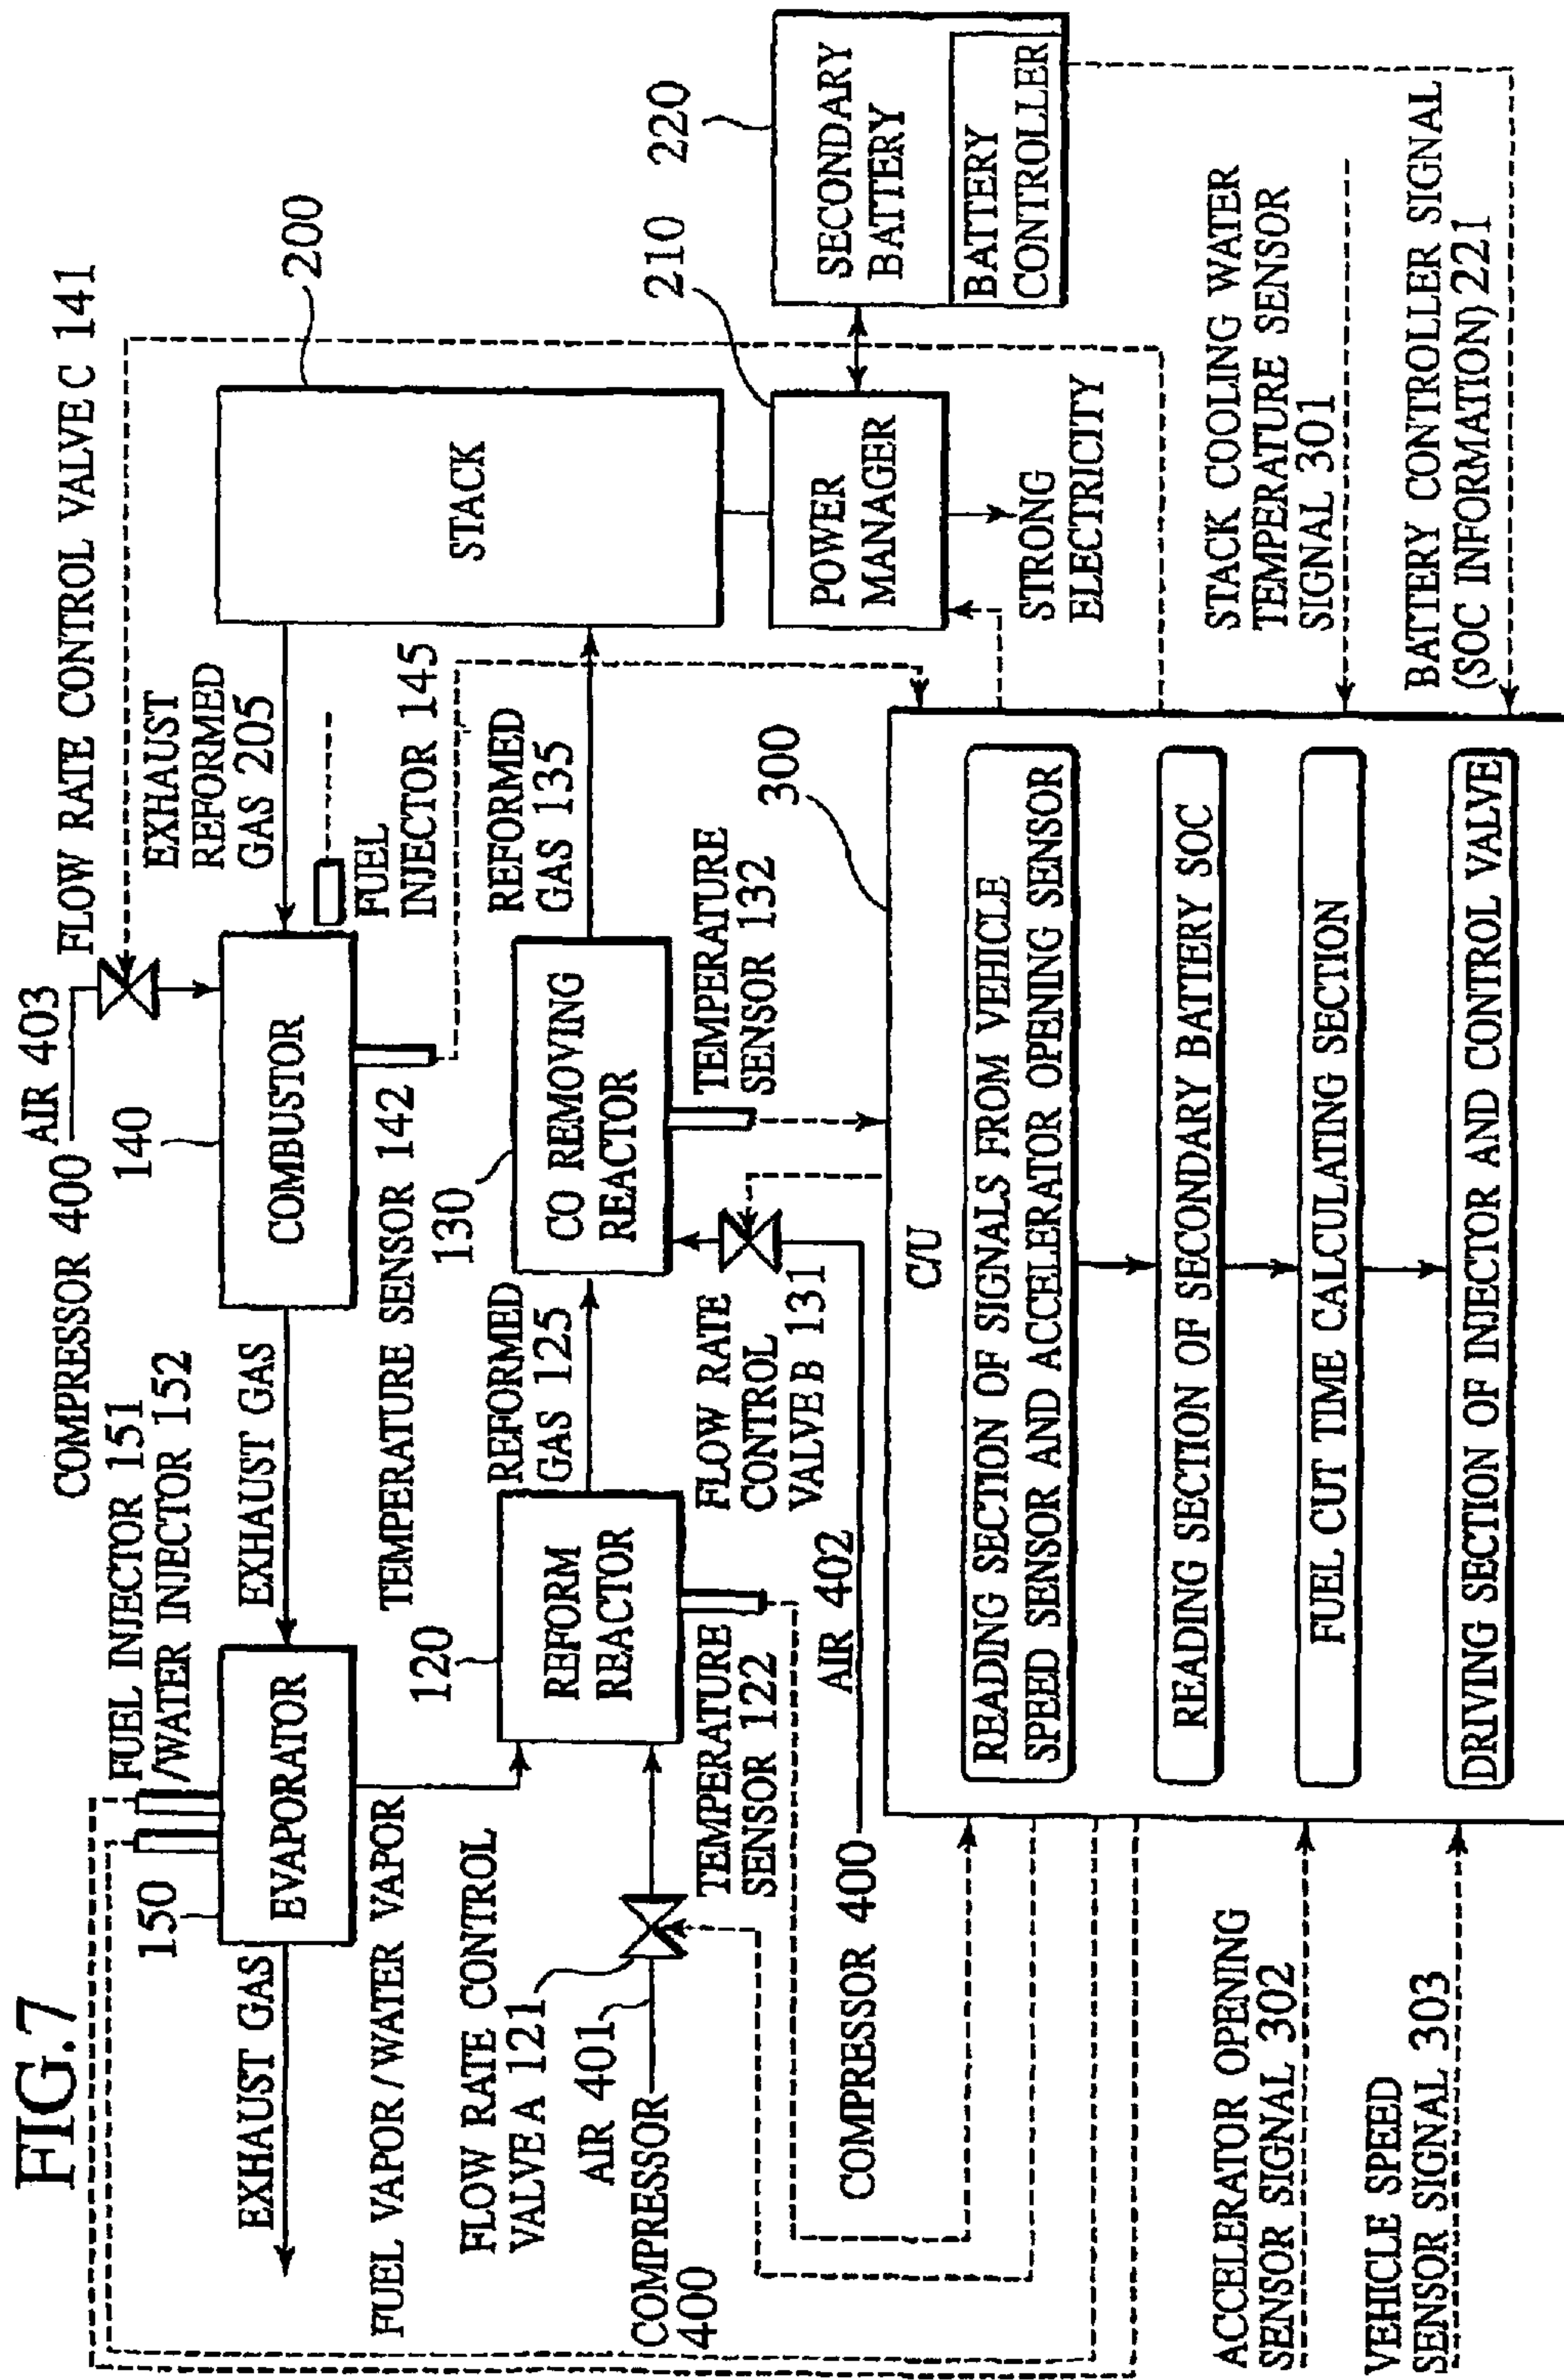 FIG.7
COMPRESSOR 400
AIR 403
FLOW RATE CONTROL VALVE C 141
FUEL INJECTOR 151
/WATER INJECTOR 152
140
EXHAUST
REFORMED
GAS 205
200
150
EXHAUST GAS
EVAPORATOR
EXHAUST GAS
COMBUSTOR
FUEL
INJECTOR 145
STACK
FUEL VAPOR/WATER VAPOR
TEMPERATURE SENSOR 142
120
130
REFORMED
GAS 125
REFORMED
GAS 135
210
220
FLOW RATE CONTROL
VALVE A 121
REFORM
REACTOR
CO REMOVING
REACTOR
POWER
MANAGER
SECONDARY
BATTERY
BATTERY
CONTROLLER
AIR 401
COMPRESSOR
400
TEMPERATURE
SENSOR 122
FLOW RATE
CONTROL
VALVE B 131
TEMPERATURE
SENSOR 132
COMPRESSOR 400
AIR 402
300
STRONG
ELECTRICITY
C/U
READING SECTION OF SIGNALS FROM VEHICLE
SPEED SENSOR AND ACCELERATOR OPENING SENSOR
READING SECTION OF SECONDARY BATTERY SOC
FUEL CUT TIME CALCULATING SECTION
DRIVING SECTION OF INJECTOR AND CONTROL VALVE
STACK COOLING WATER
TEMPERATURE SENSOR
SIGNAL 301
BATTERY CONTROLLER SIGNAL
(SOC INFORMATION) 221
ACCELERATOR OPENING
SENSOR SIGNAL 302
VEHICLE SPEED
SENSOR SIGNAL 303